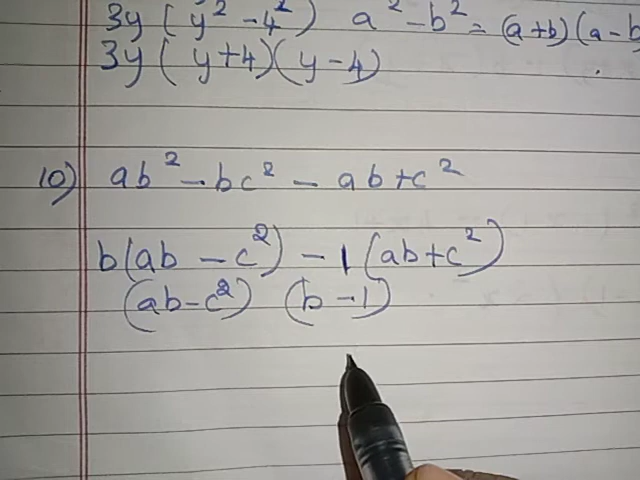 3y ( y² - 4² ) a² - b² = (a+b) (a - b
3y ( y+4)(y - 4)
10) ab² - bc² - ab + c²
b(ab - c²) - 1(ab+c²)
(ab - c²) (b - 1)